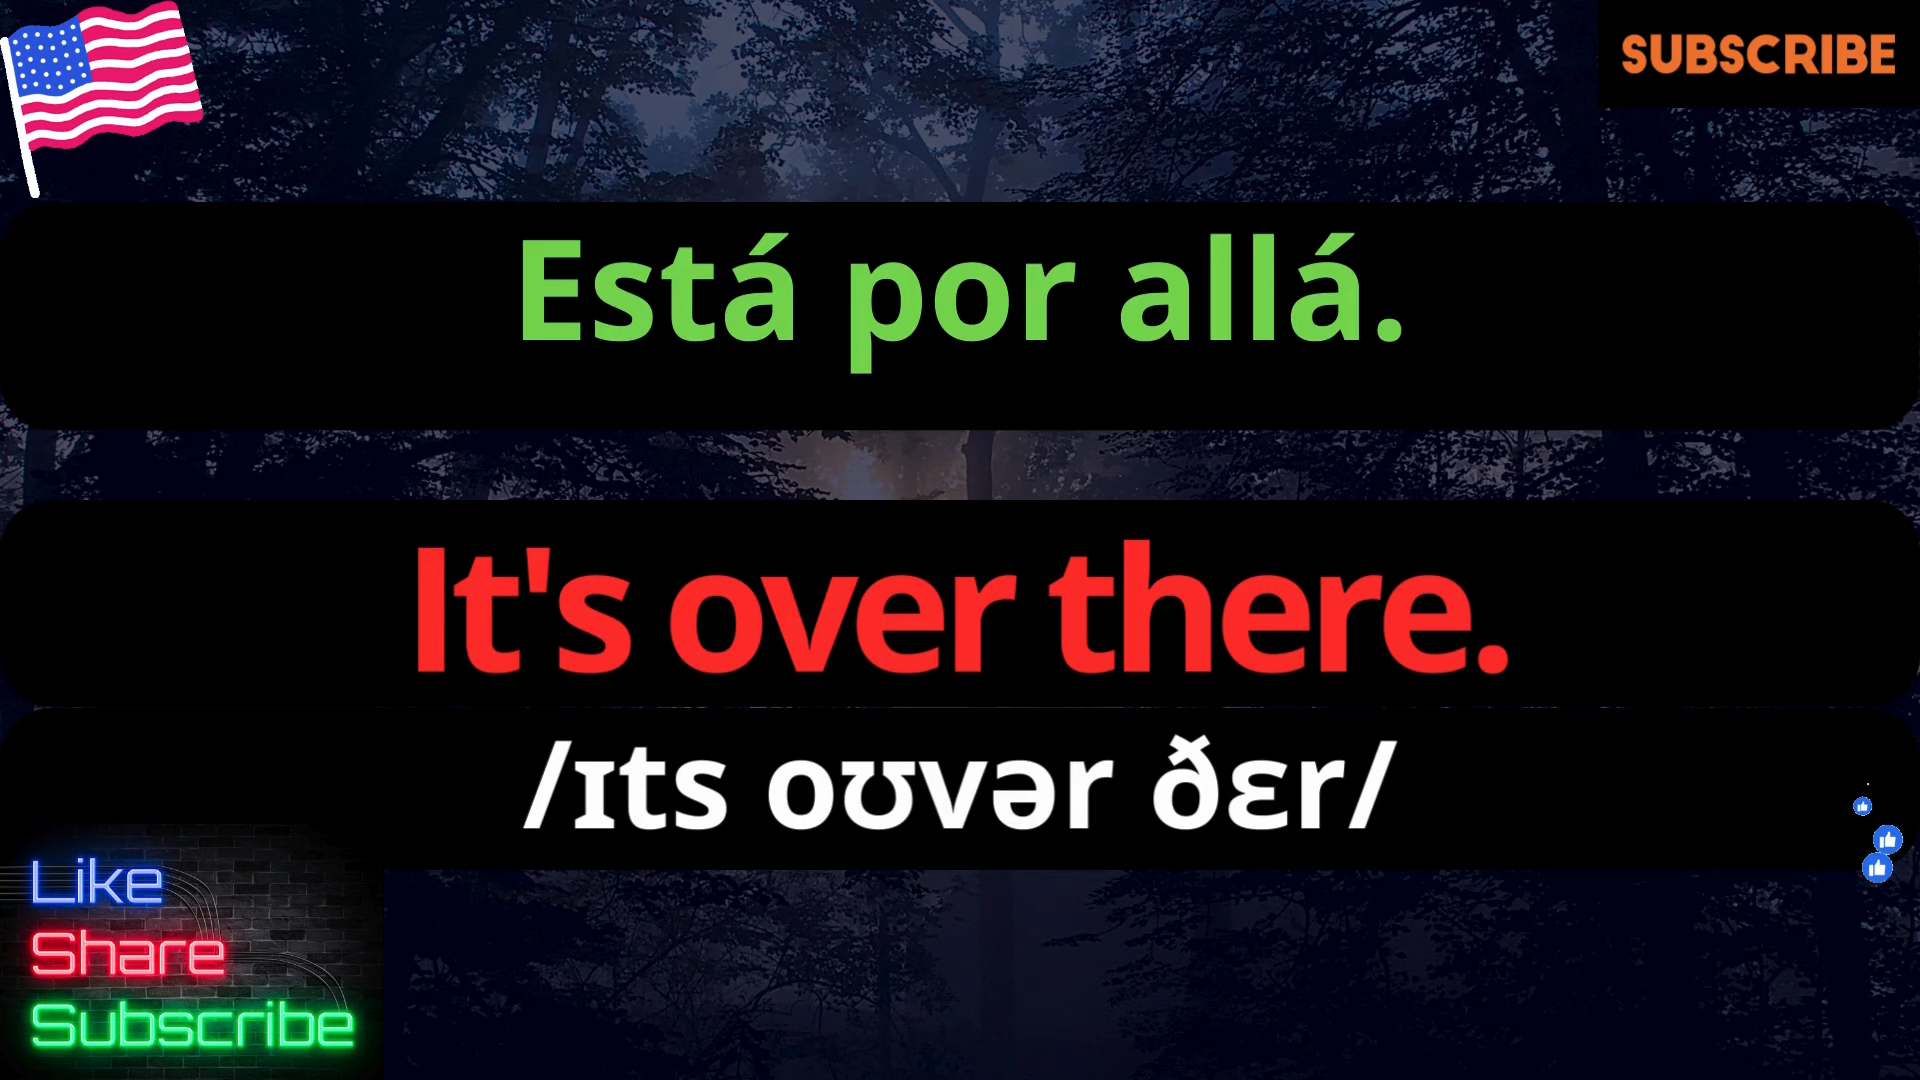 SUBSCRIBE
Está por allá.
It's over there.
/ɪts oʊvər ðɛr/
Like
Share
Subscribe